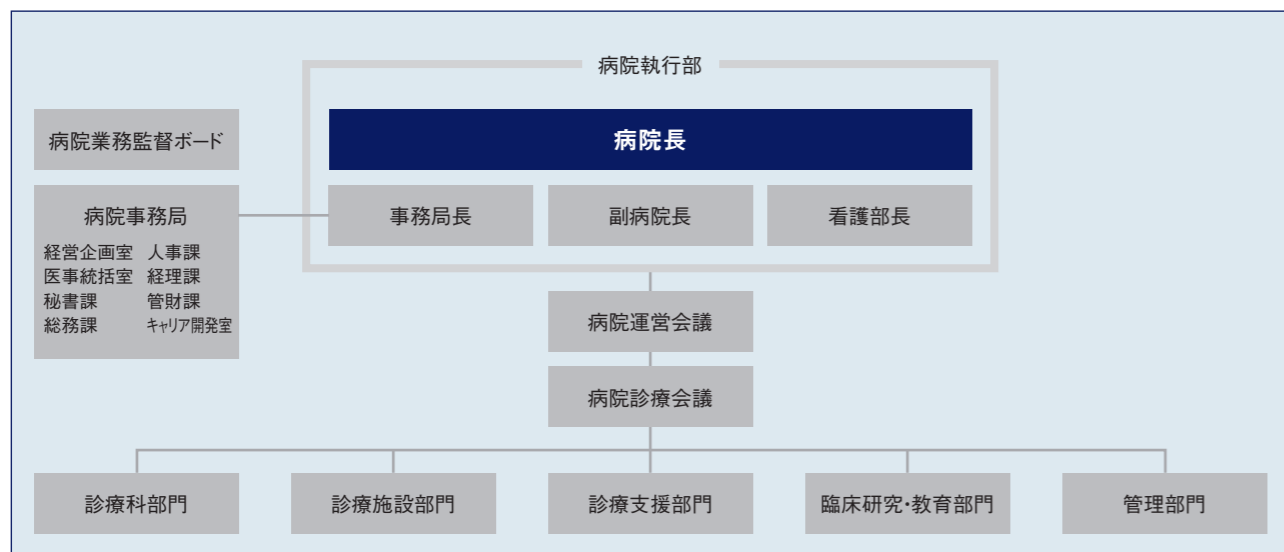 病院執行部
病院業務監督ボード
病院長
病院事務局
経営企画室 人事課
医事統括室 経理課
秘書課 管財課
総務課 キャリア開発室
事務局長
副病院長
看護部長
病院運営会議
病院診療会議
診療科部門
診療施設部門
診療支援部門
臨床研究・教育部門
管理部門